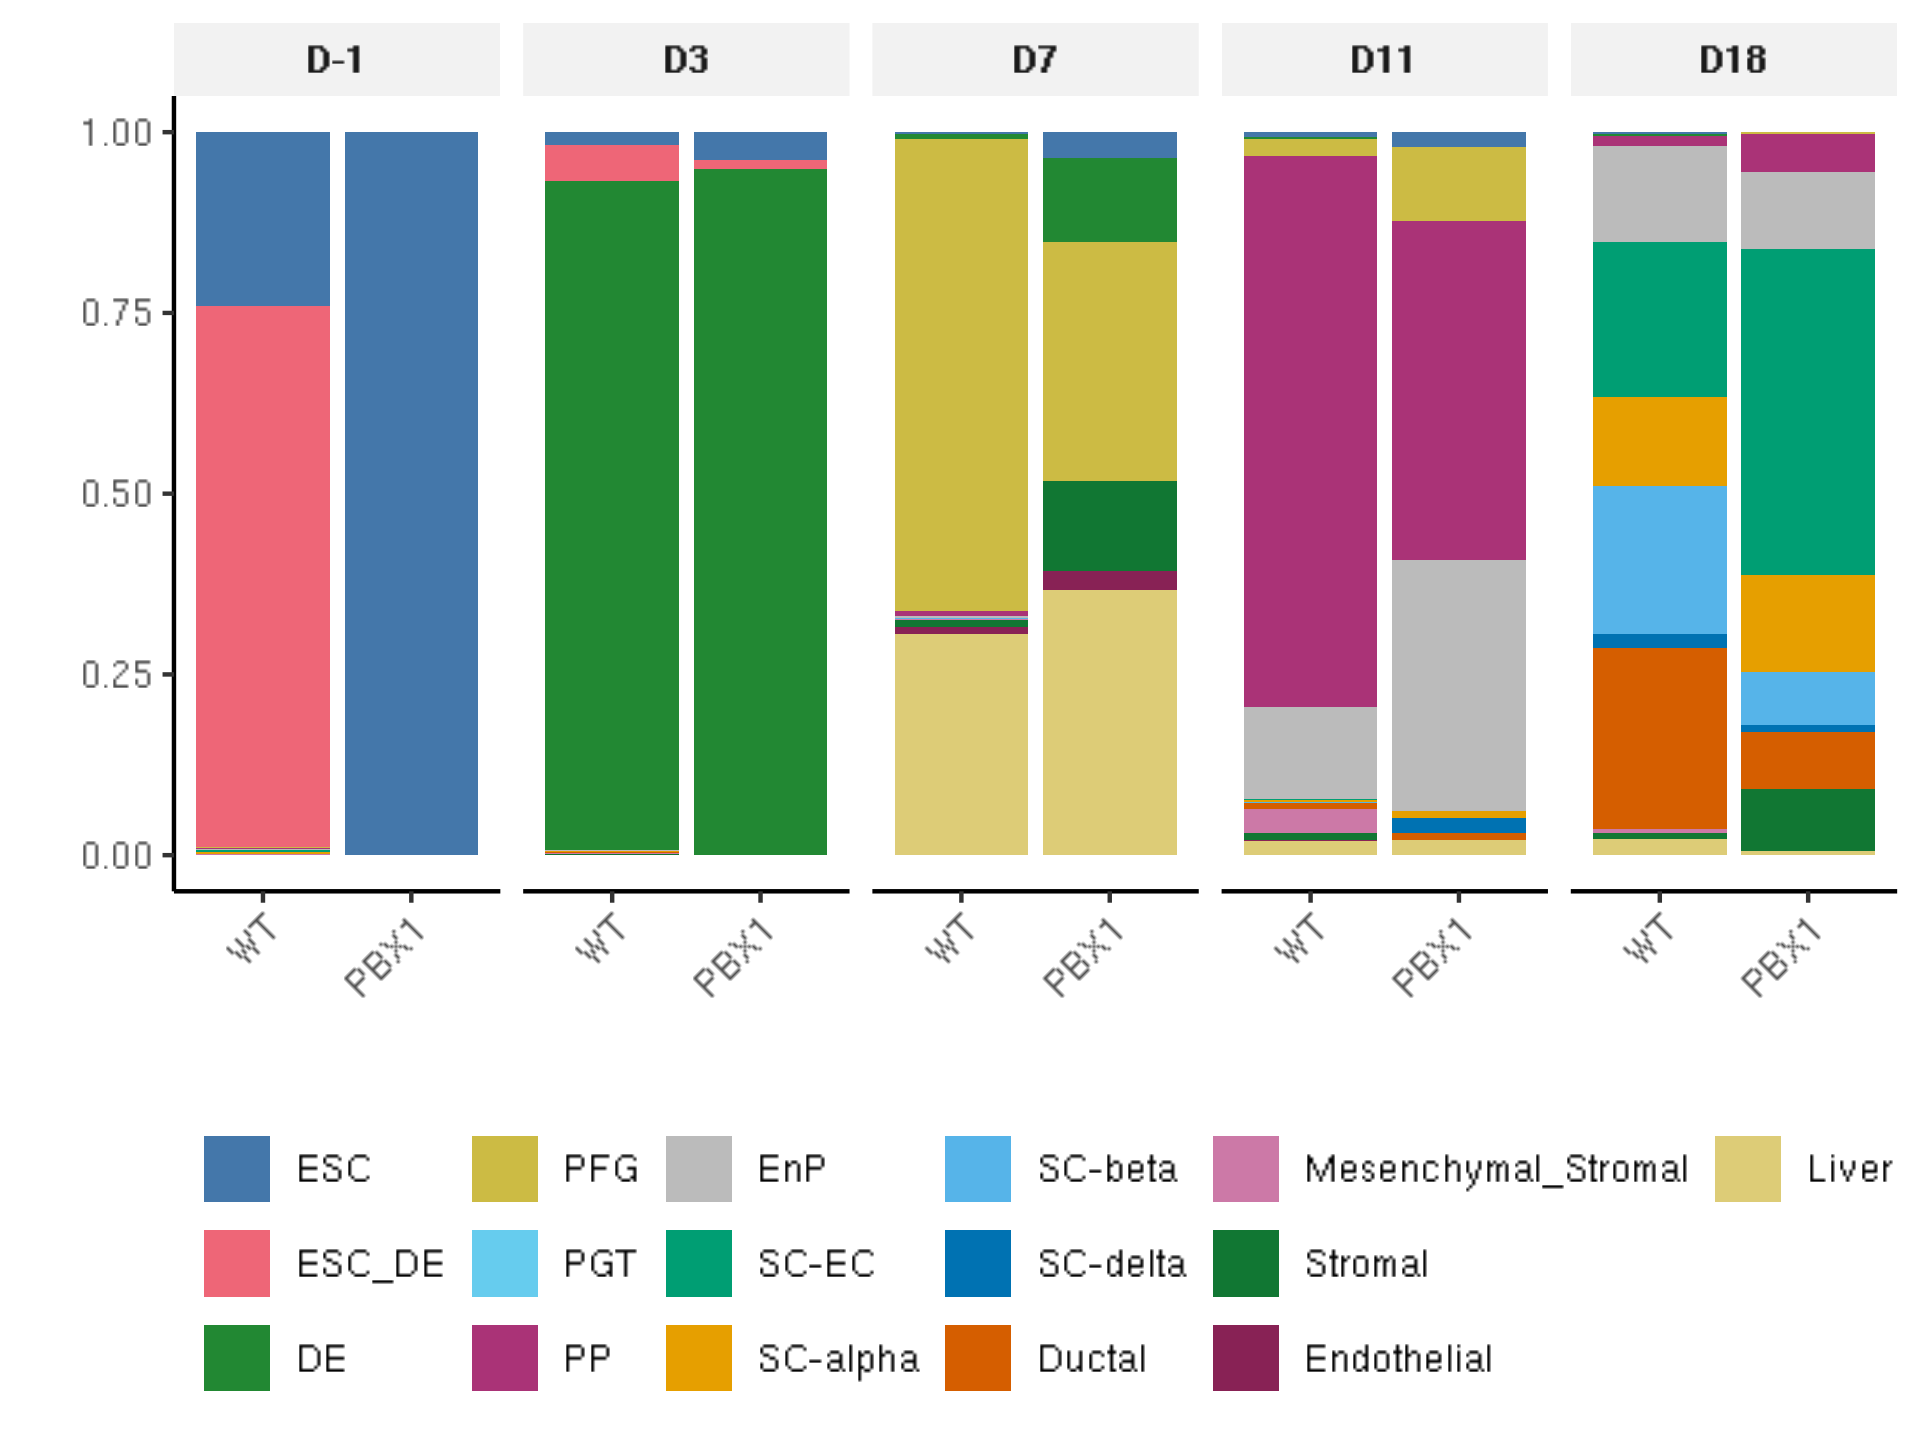 D-1 D3 D7 D11 D18
1.00
0.75
0.50
0.25
0.00
WT PBX1 WT PBX1 WT PBX1 WT PBX1 WT PBX1
ESC PFG EnP SC-beta Mesenchymal_Stromal Liver
ESC_DE PGT SC-EC SC-delta Stromal
DE PP SC-alpha Ductal Endothelial